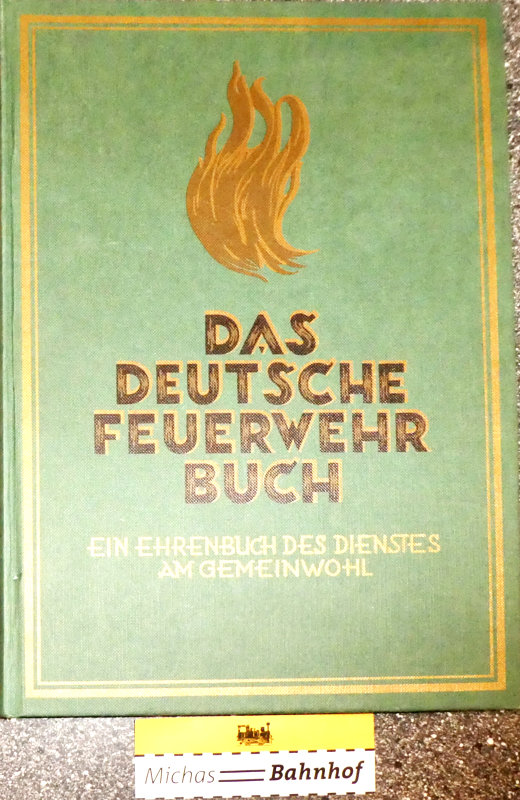 DAS
DEUTSCHE
FEUERWEHR
BUCH
EIN EHRENBUCH DES DIENSTES
AM GEMEINWOHL
Michas Bahnhof